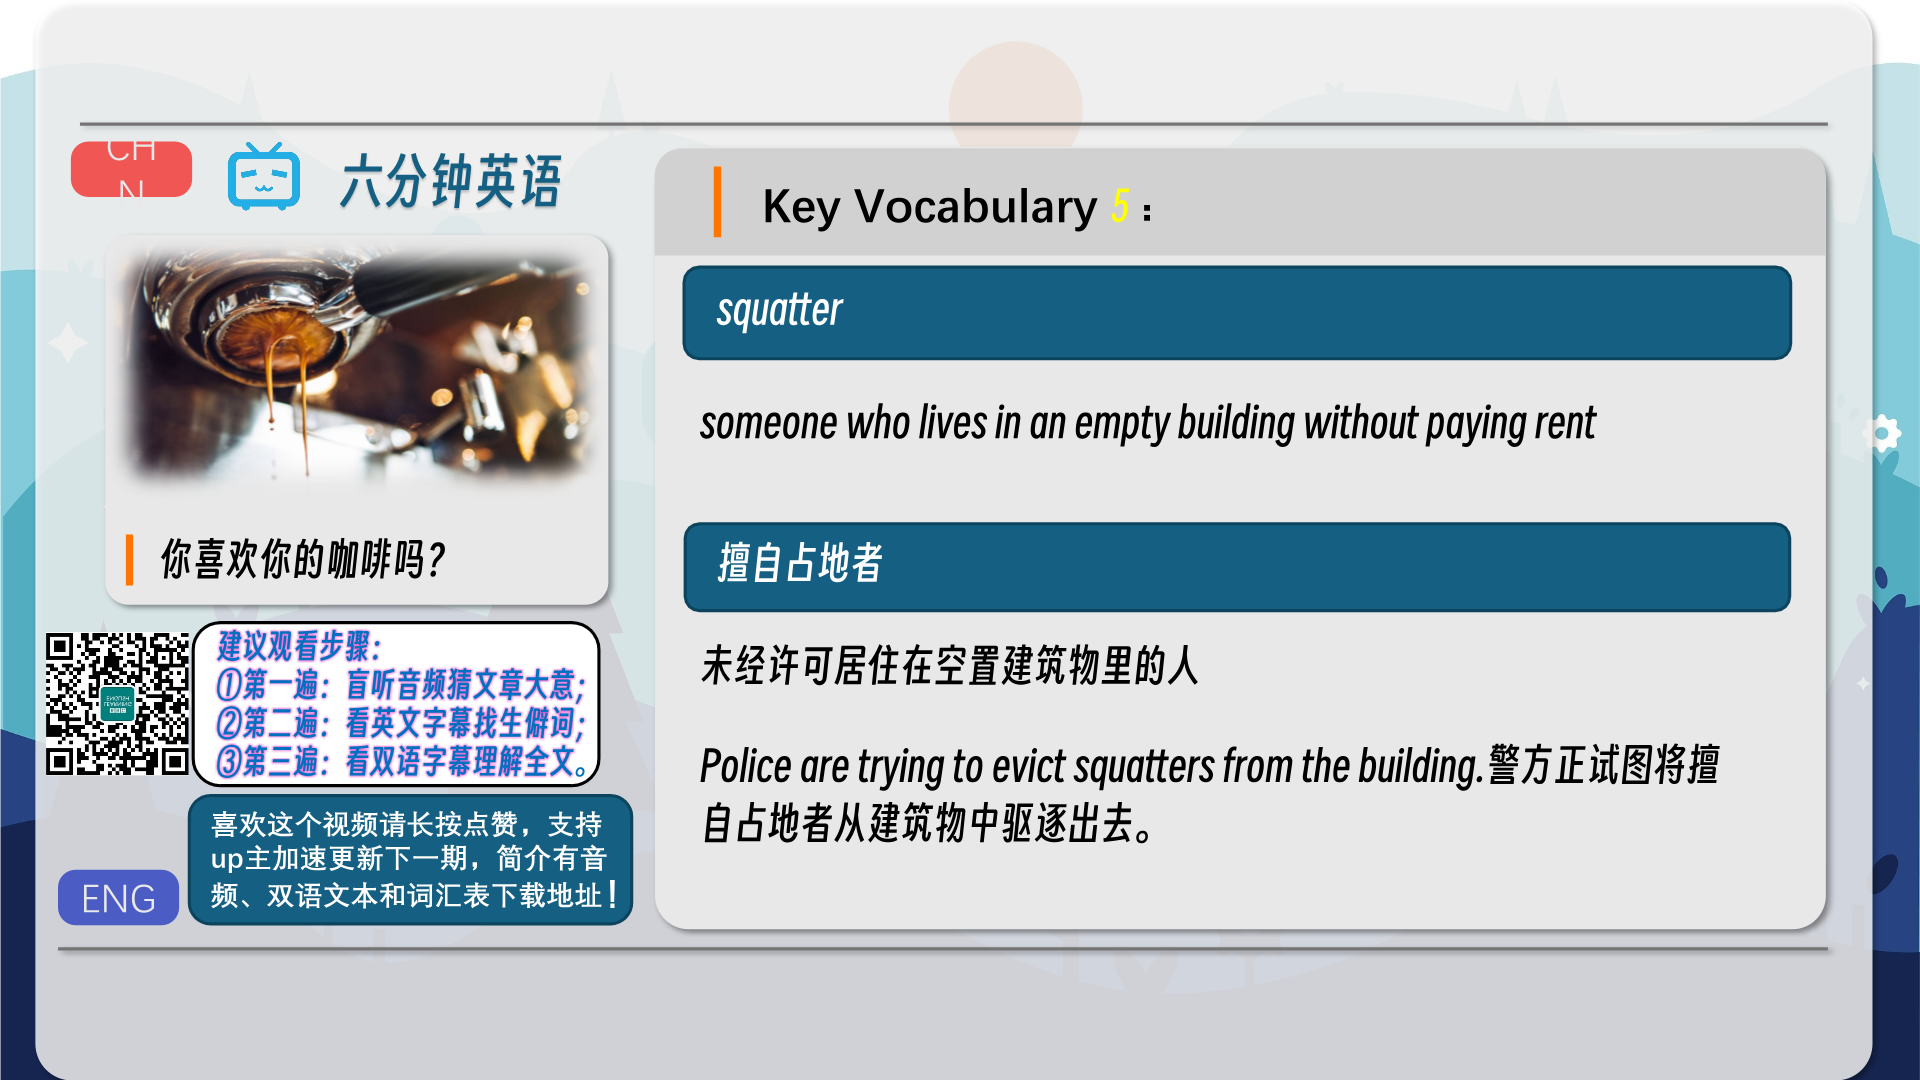 CHN
六分钟英语
你喜欢你的咖啡吗?
建议观看步骤:
①第一遍: 盲听音频猜文章大意;
②第二遍: 看英文字幕找生僻词;
③第三遍: 看双语字幕理解全文。
喜欢这个视频请长按点赞，支持
up主加速更新下一期，简介有音
频、双语文本和词汇表下载地址！
ENG
Key Vocabulary 5：
squatter
someone who lives in an empty building without paying rent
擅自占地者
未经许可居住在空置建筑物里的人
Police are trying to evict squatters from the building.警方正试图将擅
自占地者从建筑物中驱逐出去。